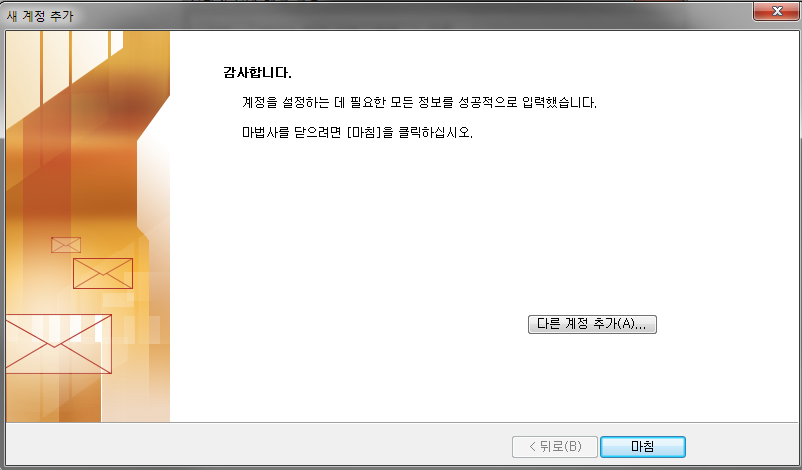 새 계정 추가
감사합니다.
계정을 설정하는 데 필요한 모든 정보를 성공적으로 입력했습니다.
마법사를 닫으려면 [마침]을 클릭하십시오.
다른 계정 추가(A)...
< 뒤로(B)
마침